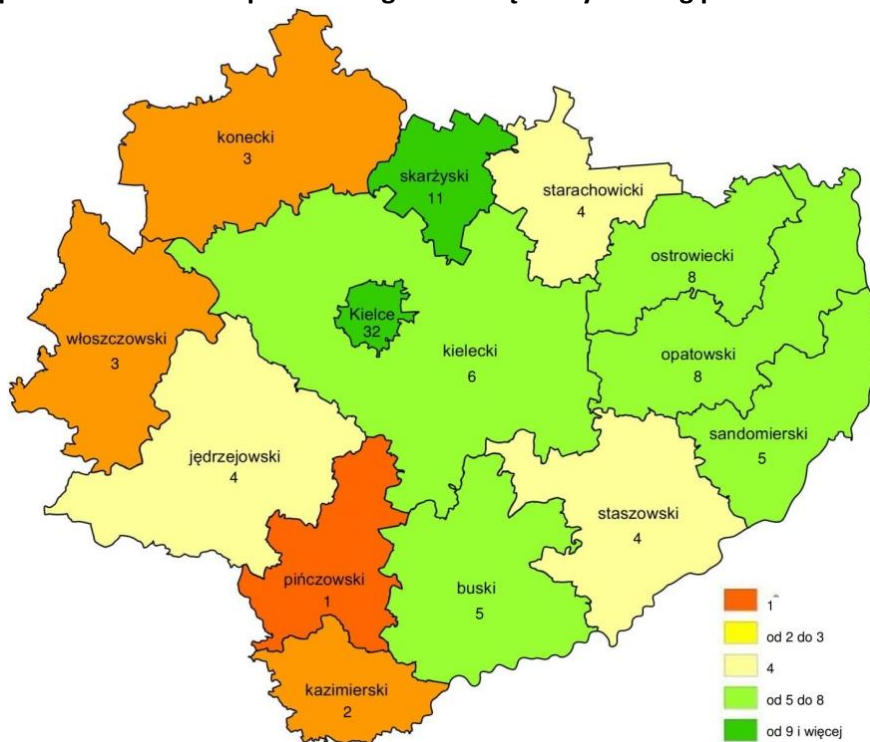 konecki
3
skarżyski
11
starachowicki
4
ostrowiecki
8
Kielce
32
włoszczowski
3
kielecki
6
opatowski
8
sandomierski
5
jędrzejowski
4
staszowski
4
pińczowski
1
buski
5
kazimierski
2
1
od 2 do 3
4
od 5 do 8
od 9 i więcej